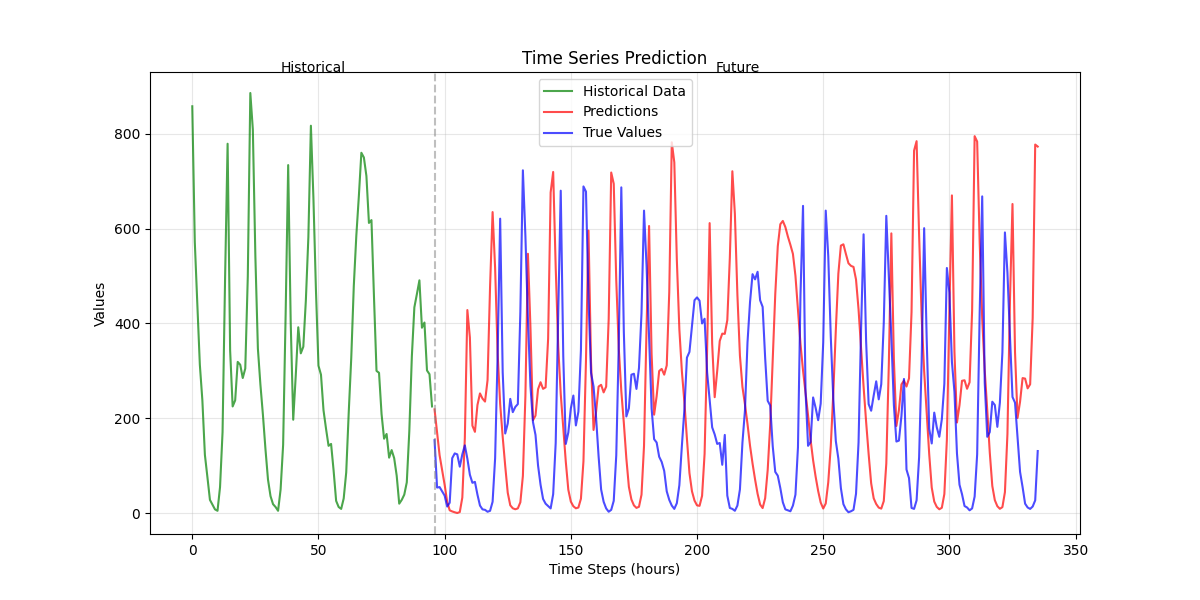 Time Series Prediction
Historical
Future
Historical Data
Predictions
True Values
Values
800
600
400
200
0
0
50
100
150
200
250
300
350
Time Steps (hours)